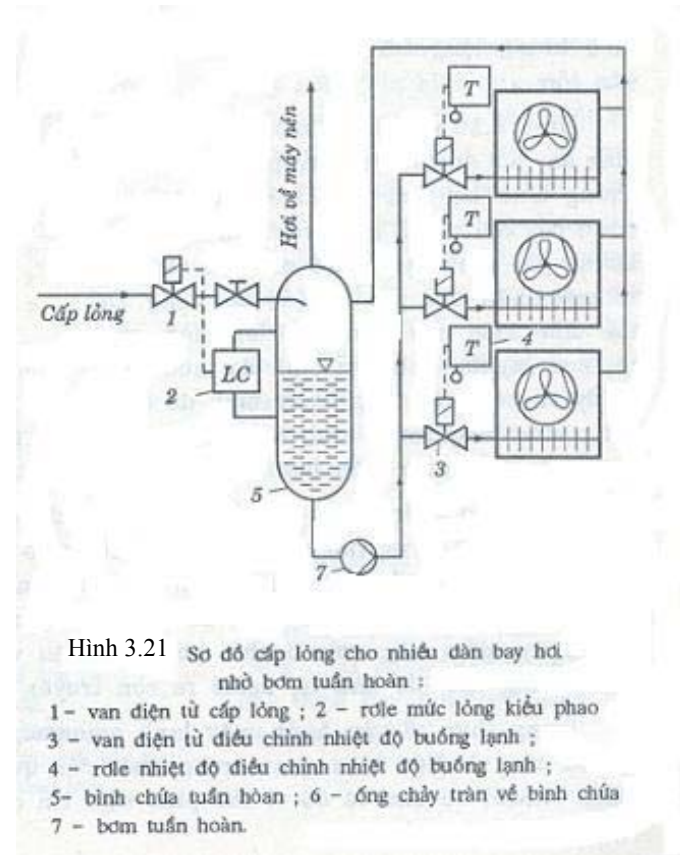 Hơi về máy nén
T
T
T
4
Cấp lỏng
1
LC
2
3
5
7
Hình 3.21 Sơ đồ cấp lỏng cho nhiều dàn bay hơi
nhờ bơm tuần hoàn :
1 – van điện từ cấp lỏng ; 2 – rơle mức lỏng kiểu phao
3 – van điện từ điều chỉnh nhiệt độ buồng lạnh ;
4 – rơle nhiệt độ điều chỉnh nhiệt độ buồng lạnh ;
5– bình chứa tuần hòan ; 6 – ống chảy tràn về bình chứa
7 – bơm tuần hoàn.